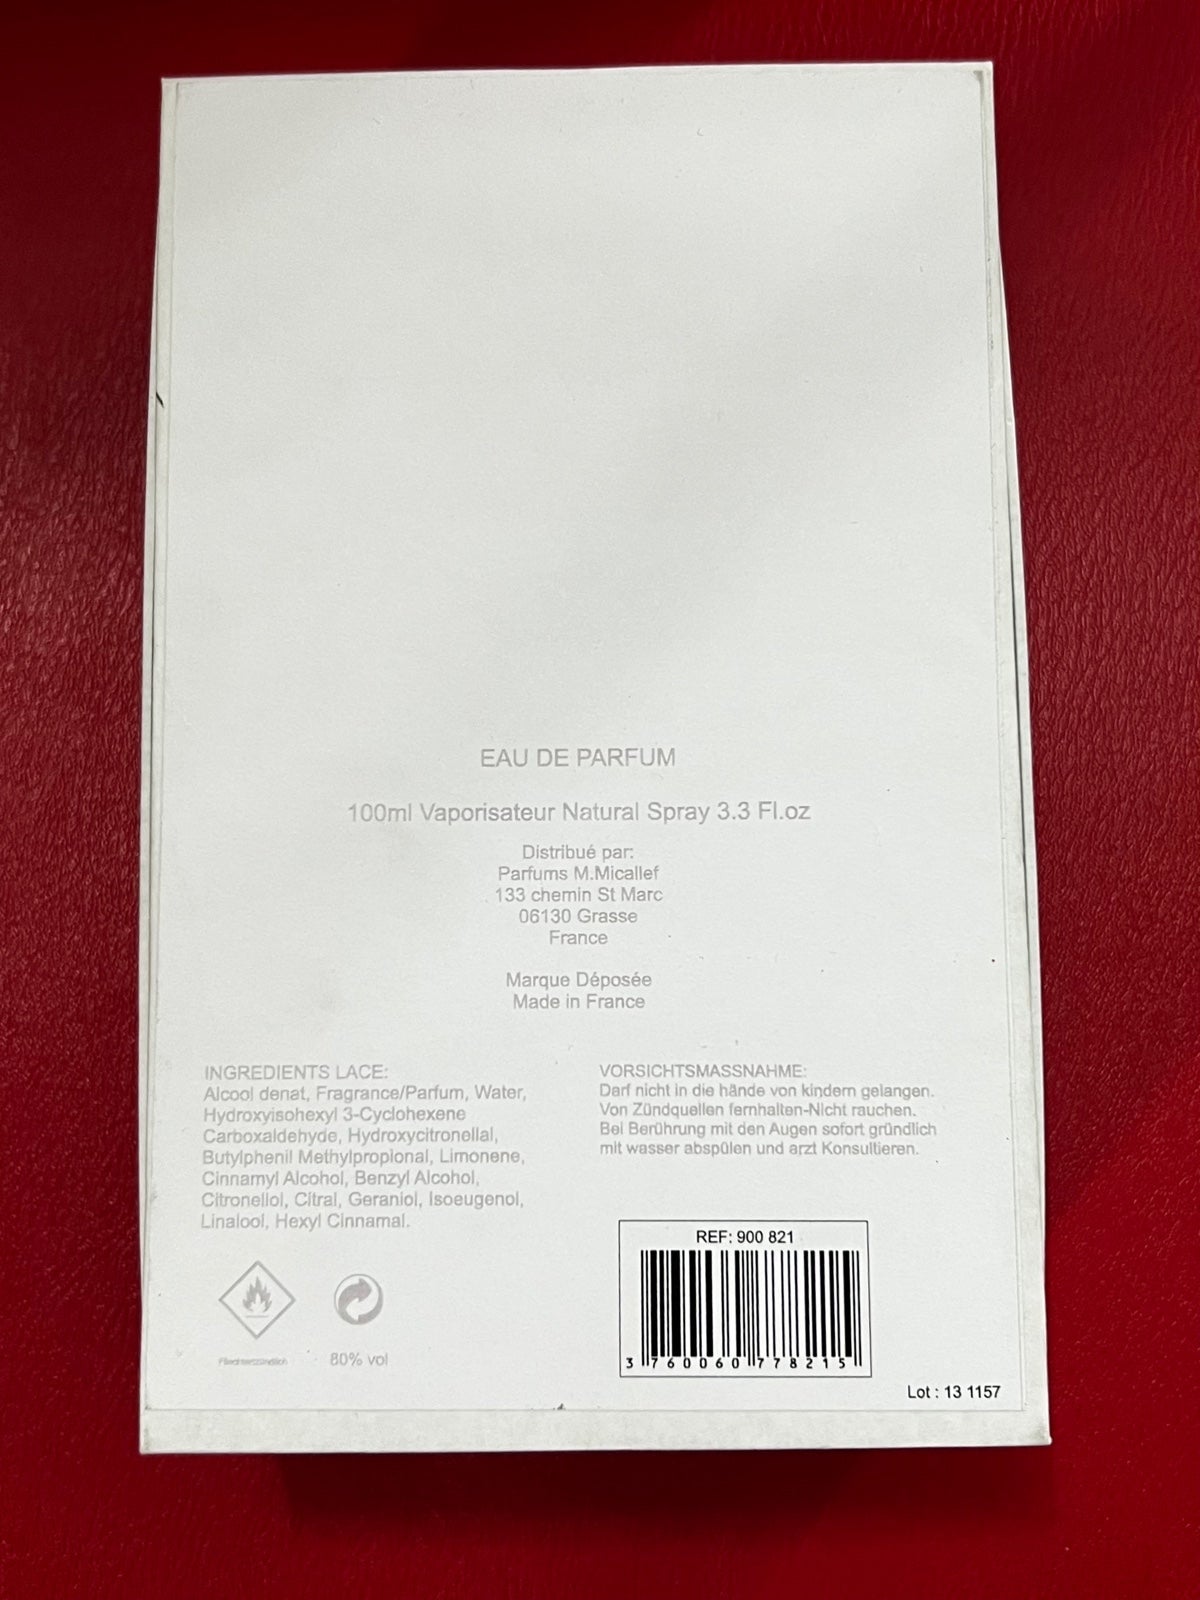 EAU DE PARFUM
100ml Vaporisateur Natural Spray 3.3 Fl.oz
Distribué par:
Parfums M.Micallef
133 chemin St Marc
06130 Grasse
France
Marque Déposée
Made in France
INGREDIENTS LACE:
Alcool denat, Fragrance/Parfum, Water,
Hydroxyisohexyl 3-Cyclohexene
Carboxaldehyde, Hydroxycitronellal,
Butylphenil Methylpropional, Limonene,
Cinnamyl Alcohol, Benzyl Alcohol,
Citronellol, Citral, Geraniol, Isoeugenol,
Linalool, Hexyl Cinnamal.
80% vol
VORSICHTSMASSNAHME:
Darf nicht in die hände von kindern gelangen.
Von Zündquellen fernhalten-Nicht rauchen.
Bei Berührung mit den Augen sofort gründlich
mit wasser abspülen und arzt Konsultieren.
REF: 900 821
3 760060 778215
Lot : 13 1157